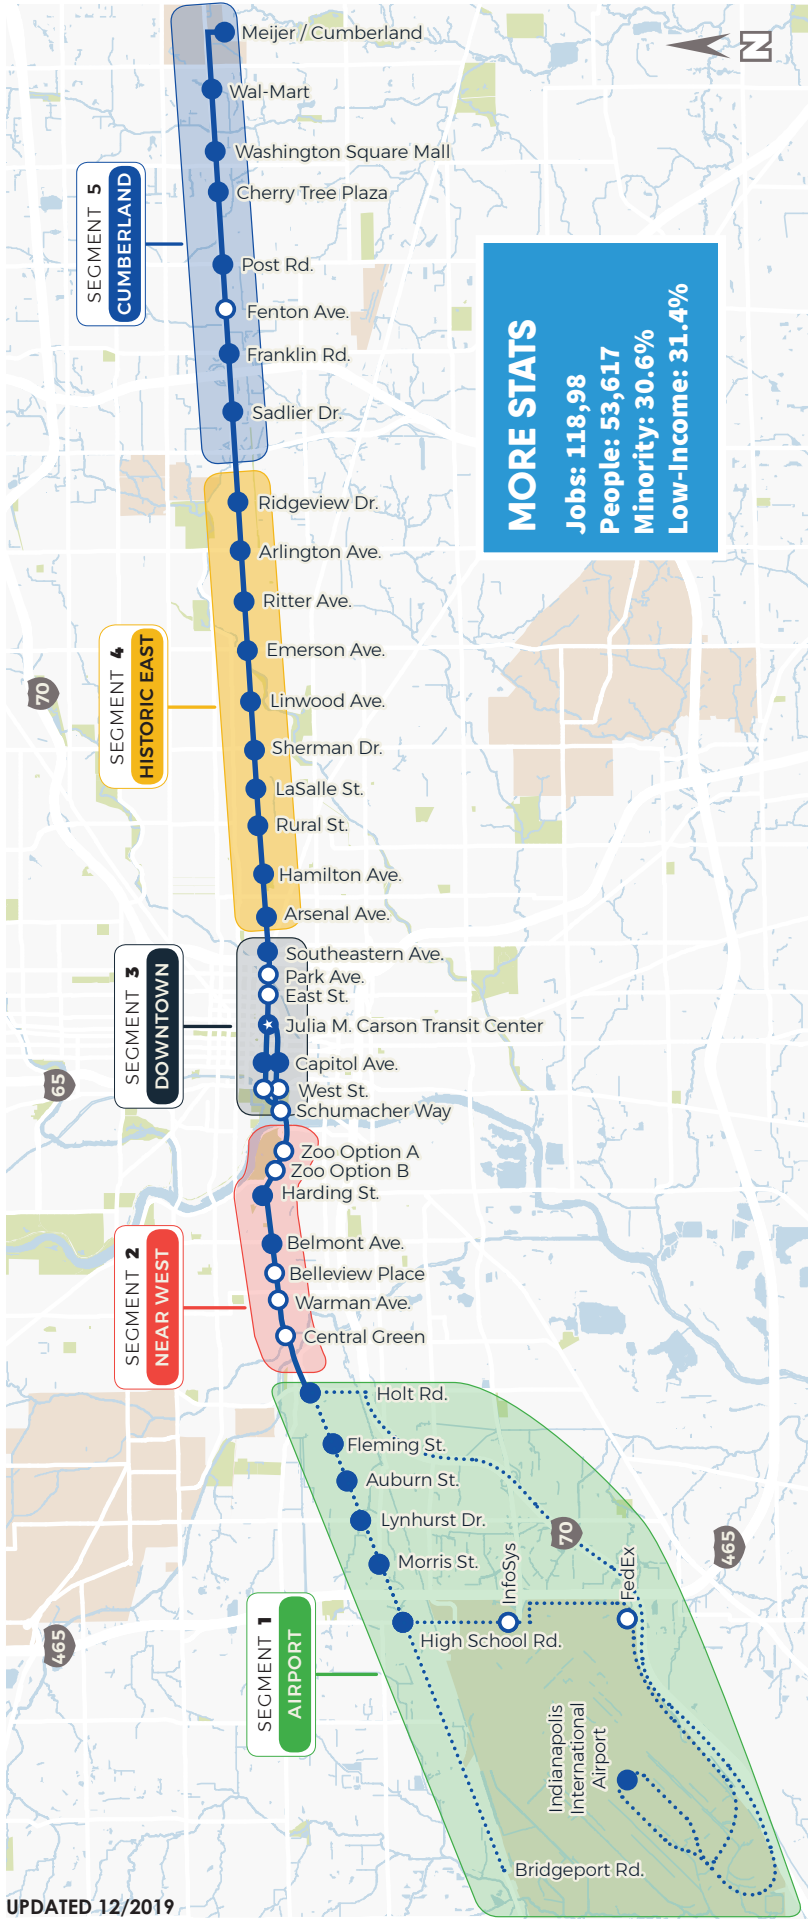 Meijer / Cumberland
N
Wal-Mart
Washington Square Mall
Cherry Tree Plaza
SEGMENT 5
CUMBERLAND
Post Rd.
Fenton Ave.
Franklin Rd.
Sadlier Dr.
MORE STATS
Jobs: 118,98
People: 53,617
Minority: 30.6%
Low-Income: 31.4%
Ridgeview Dr.
Arlington Ave.
Ritter Ave.
Emerson Ave.
SEGMENT 4
HISTORIC EAST
70
Linwood Ave.
Sherman Dr.
LaSalle St.
Rural St.
Hamilton Ave.
Arsenal Ave.
Southeastern Ave.
Park Ave.
East St.
SEGMENT 3
DOWNTOWN
Julia M. Carson Transit Center
Capitol Ave.
65
West St.
Schumacher Way
Zoo Option A
Zoo Option B
Harding St.
Belmont Ave.
SEGMENT 2
NEAR WEST
Belleview Place
Warman Ave.
Central Green
Holt Rd.
Fleming St.
Auburn St.
Lynhurst Dr.
70
465
Morris St.
InfoSys
FedEx
High School Rd.
465
SEGMENT 1
AIRPORT
Indianapolis
International
Airport
Bridgeport Rd.
UPDATED 12/2019